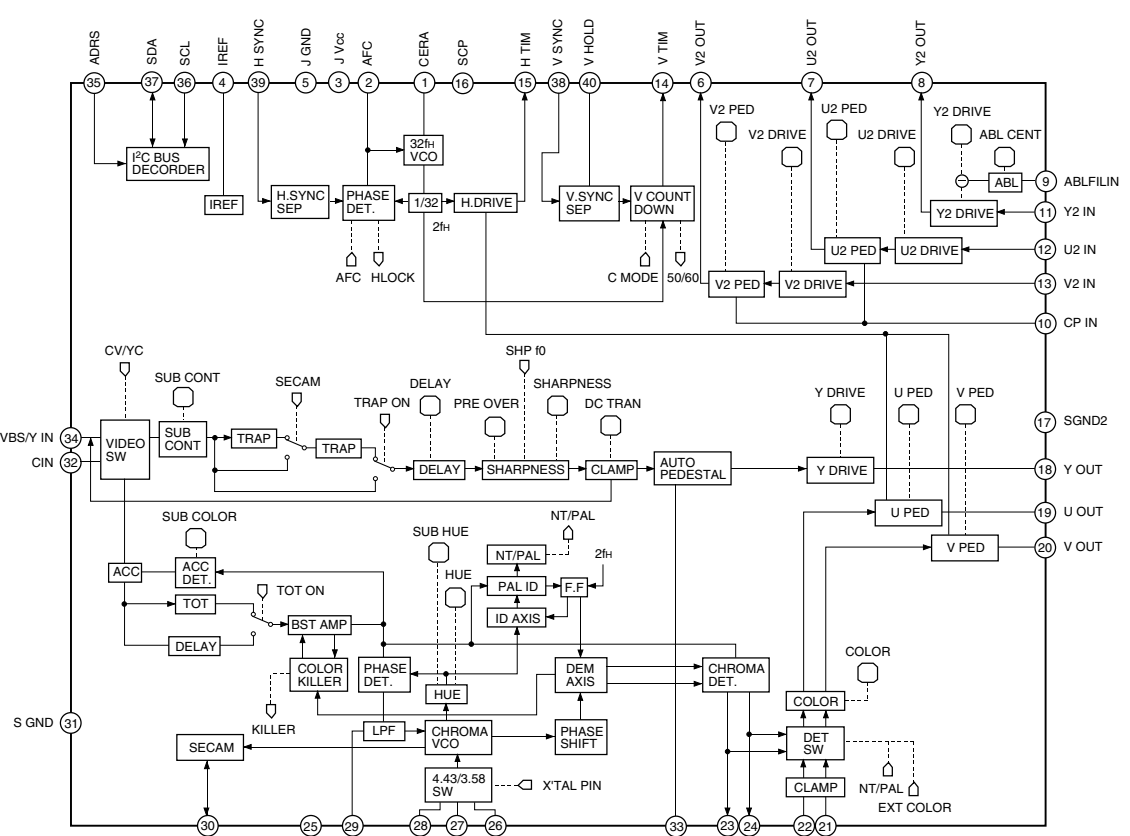 ADRS
SDA
SCL
IREF
H SYNC
J GND
J Vcc
AFC
CERA
SCP
H TIM
V SYNC
V HOLD
V TIM
V2 OUT
U2 OUT
Y2 OUT
35
37
36
4
39
5
3
2
1
16
15
38
40
14
6
7
8
V2 PED
U2 PED
Y2 DRIVE
V2 DRIVE
U2 DRIVE
ABL CENT
I²C BUS
DECORDER
32fH
VCO
ABL
9
ABLFILIN
IREF
H.SYNC
SEP
PHASE
DET.
1/32
H.DRIVE
V.SYNC
SEP
V COUNT
DOWN
Y2 DRIVE
11
Y2 IN
2fH
U2 PED
U2 DRIVE
12
U2 IN
AFC
HLOCK
C MODE
50/60
V2 PED
V2 DRIVE
13
V2 IN
10
CP IN
CV/YC
SHP f0
SUB CONT
SECAM
DELAY
SHARPNESS
Y DRIVE
U PED
V PED
TRAP ON
PRE OVER
DC TRAN
VBS/Y IN
34
VIDEO
SW
SUB
CONT
TRAP
TRAP
17
SGND2
CIN
32
DELAY
SHARPNESS
CLAMP
AUTO
PEDESTAL
Y DRIVE
18
Y OUT
SUB COLOR
NT/PAL
U PED
19
U OUT
SUB HUE
V PED
20
V OUT
NT/PAL
2fH
ACC
ACC
DET.
HUE
PAL ID
F.F
TOT ON
TOT
ID AXIS
BST AMP
DELAY
COLOR
KILLER
PHASE
DET.
DEM
AXIS
CHROMA
DET.
COLOR
HUE
COLOR
S GND
31
KILLER
LPF
CHROMA
VCO
PHASE
SHIFT
DET
SW
SECAM
4.43/3.58
SW
X'TAL PIN
CLAMP
NT/PAL
EXT COLOR
30
25
29
28
27
26
33
23
24
22
21